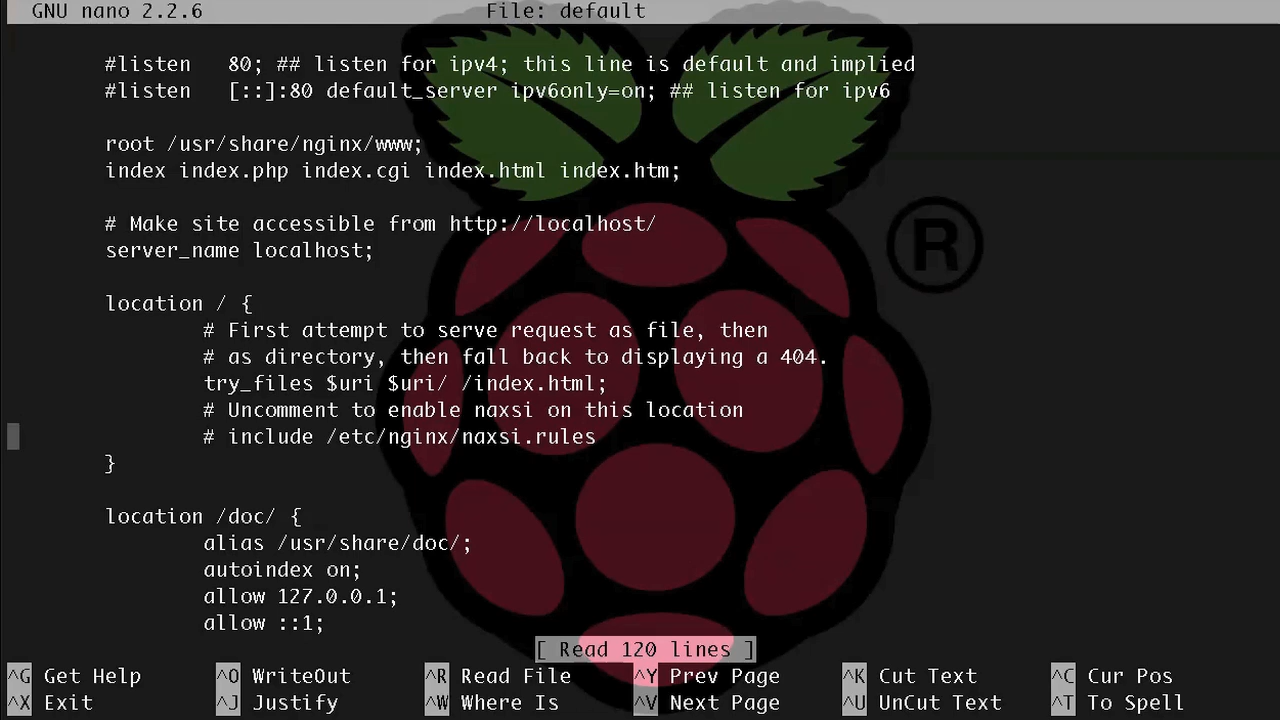 GNU nano 2.2.6 File: default
#listen 80; ## listen for ipv4; this line is default and implied
#listen [::]:80 default_server ipv6only=on; ## listen for ipv6
root /usr/share/nginx/www;
index index.php index.cgi index.html index.htm;
# Make site accessible from http://localhost/
server_name localhost;
location / {
# First attempt to serve request as file, then
# as directory, then fall back to displaying a 404.
try_files $uri $uri/ /index.html;
# Uncomment to enable naxsi on this location
# include /etc/nginx/naxsi.rules
}
location /doc/ {
alias /usr/share/doc/;
autoindex on;
allow 127.0.0.1;
allow ::1;
[ Read 120 lines ]
^G Get Help ^O WriteOut ^R Read File ^Y Prev Page ^K Cut Text ^C Cur Pos
^X Exit ^J Justify ^W Where Is ^V Next Page ^U UnCut Text ^T To Spell
®